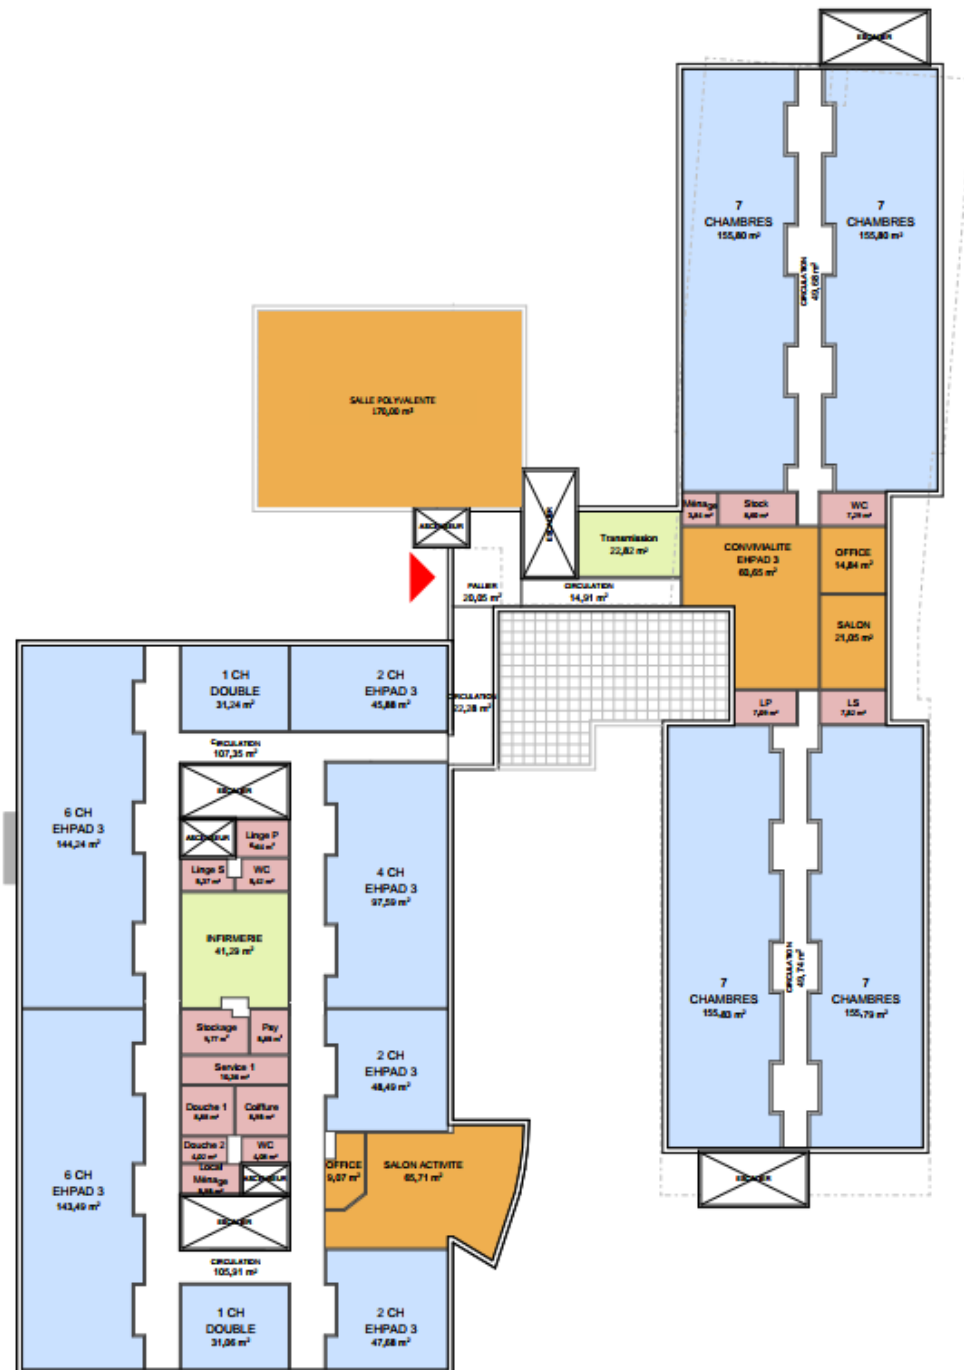 ESCALIER
7
CHAMBRES
155,80 m²
7
CHAMBRES
155,80 m²
CIRCULATION
49,68 m²
SALLE POLYVALENTE
170,00 m²
ASCENSEUR
ESCALIER
Transmission
22,82 m²
Ménage
Stock
WC
CONVIVIALITE
EHPAD 3
60,65 m²
OFFICE
14,84 m²
SALON
21,05 m²
PALLIER
20,05 m²
CIRCULATION
14,91 m²
CIRCULATION
22,28 m²
LP
LS
7
CHAMBRES
155,80 m²
7
CHAMBRES
155,79 m²
CIRCULATION
49,74 m²
ESCALIER
1 CH
DOUBLE
31,24 m²
2 CH
EHPAD 3
45,88 m²
CIRCULATION
107,35 m²
ESCALIER
6 CH
EHPAD 3
144,24 m²
ASCENSEUR
Linge P
Linge S
WC
4 CH
EHPAD 3
97,59 m²
INFIRMERIE
41,29 m²
Stockage
Psy
Service 1
2 CH
EHPAD 3
48,49 m²
Douche 1
Coiffure
Douche 2
WC
Local
Ménage
ASCENSEUR
OFFICE
9,07 m²
SALON ACTIVITE
65,71 m²
6 CH
EHPAD 3
143,49 m²
ESCALIER
CIRCULATION
105,91 m²
1 CH
DOUBLE
31,06 m²
2 CH
EHPAD 3
47,68 m²